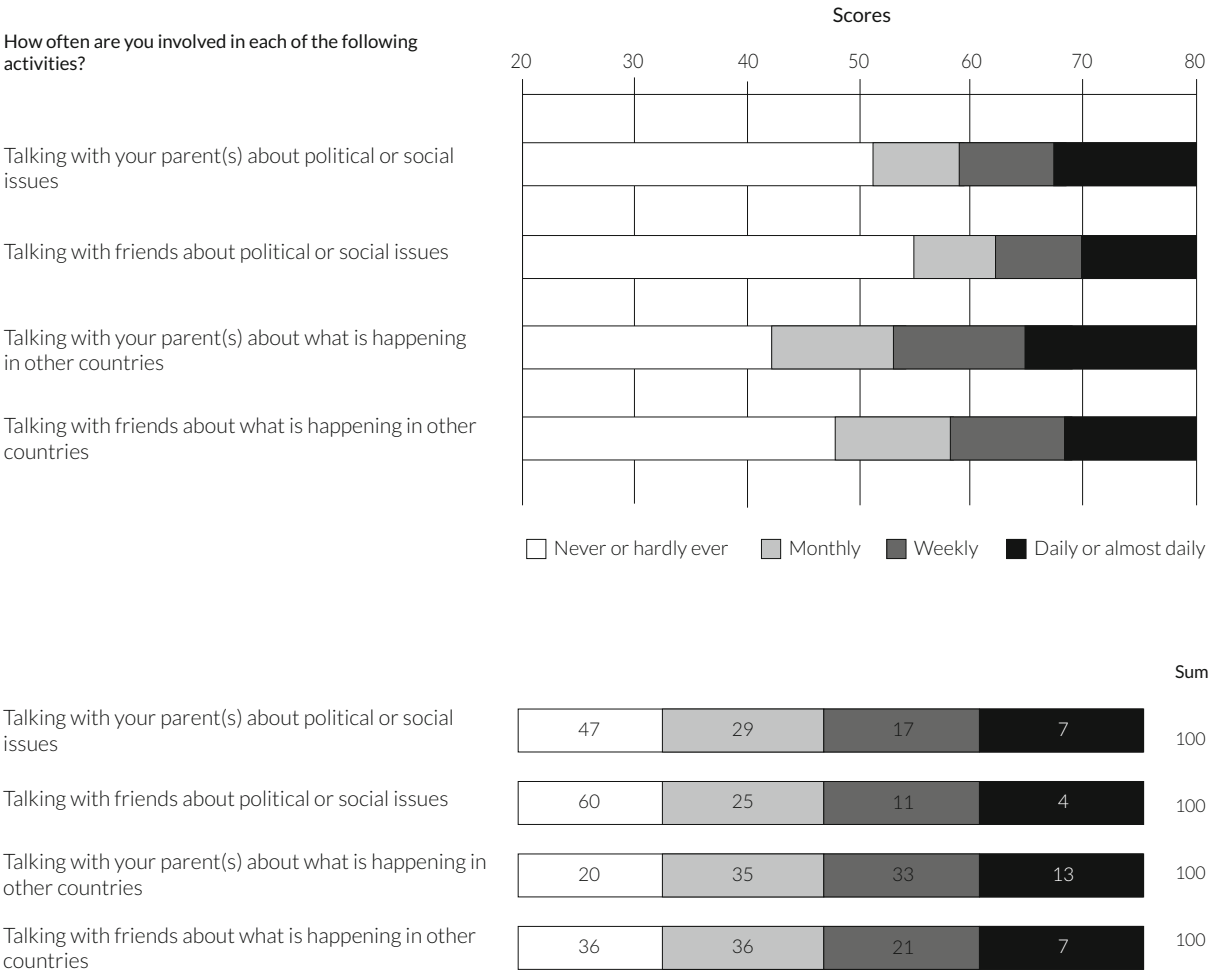 Scores
How often are you involved in each of the following
activities?
20 30 40 50 60 70 80
Talking with your parent(s) about political or social
issues
Talking with friends about political or social issues
Talking with your parent(s) about what is happening
in other countries
Talking with friends about what is happening in other
countries
Never or hardly ever Monthly Weekly Daily or almost daily
Sum
Talking with your parent(s) about political or social
issues
47 29 17 7 100
Talking with friends about political or social issues
60 25 11 4 100
Talking with your parent(s) about what is happening in
other countries
20 35 33 13 100
Talking with friends about what is happening in other
countries
36 36 21 7 100